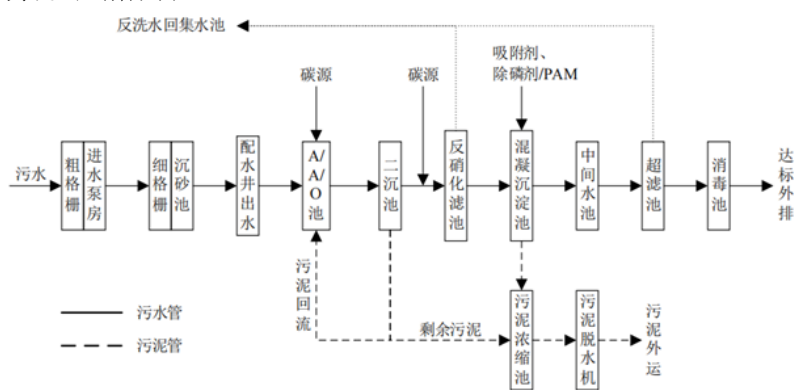 反洗水回集水池
吸附剂、
除磷剂/PAM
碳源
碳源
污水
粗格栅
进水泵房
细格栅
沉砂池
配水井出水
A/A/O池
二沉池
反硝化滤池
混凝沉淀池
中间水池
超滤池
消毒池
达标外排
污泥回流
剩余污泥
污泥浓缩池
污泥脱水机
污泥外运
污水管
污泥管